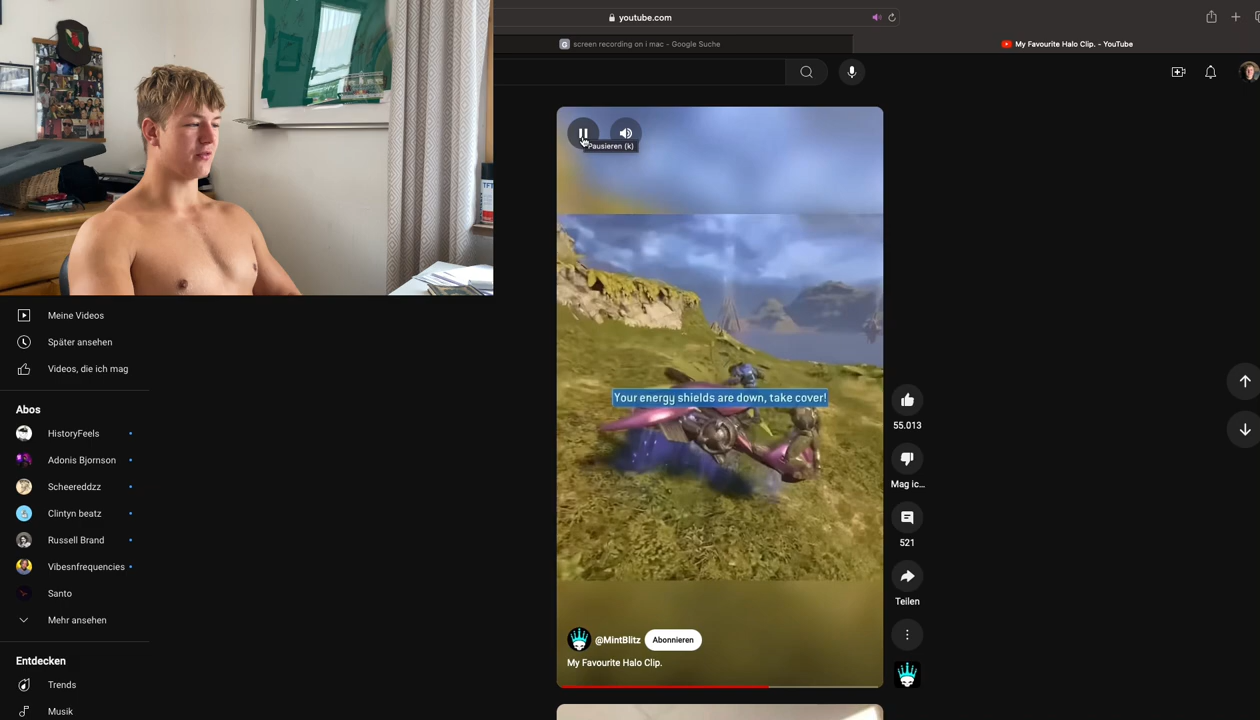 youtube.com
G screen recording on i mac - Google Suche
My Favourite Halo Clip. - YouTube
Pausieren (k)
TFT
Meine Videos
Später ansehen
Videos, die ich mag
Abos
HistoryFeels
Adonis Bjornson
Scheereddzz
Clintyn beatz
Russell Brand
Vibesnfrequencies
Santo
Mehr ansehen
Entdecken
Trends
Musik
Your energy shields are down, take cover!
@MintBlitz Abonnieren
My Favourite Halo Clip.
55.013
Mag ic...
521
Teilen